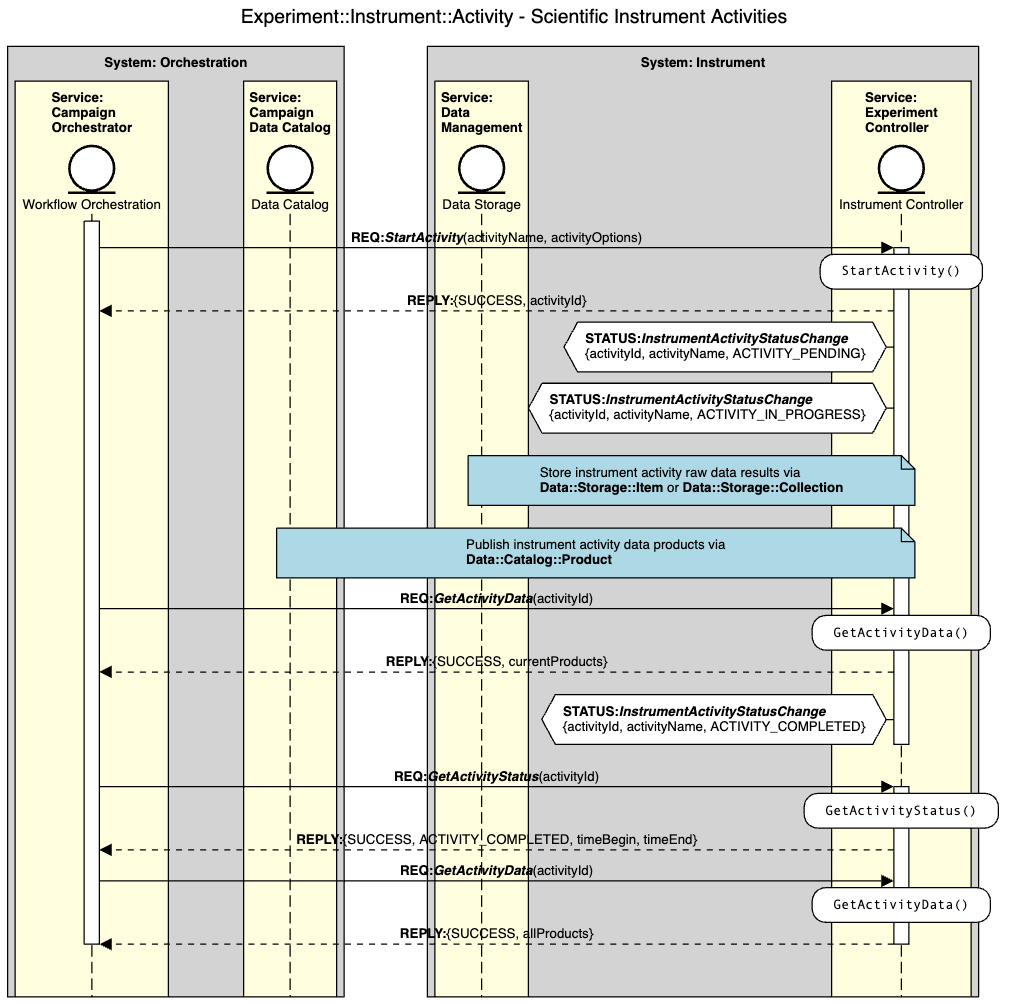 Experiment::Instrument::Activity - Scientific Instrument Activities
System: Orchestration
System: Instrument
Service:
Campaign
Orchestrator
Service:
Campaign
Data Catalog
Service:
Data
Management
Service:
Experiment
Controller
Workflow Orchestration
Data Catalog
Data Storage
Instrument Controller
REQ:StartActivity(activityName, activityOptions)
StartActivity()
REPLY:{SUCCESS, activityId}
STATUS:InstrumentActivityStatusChange
{activityId, activityName, ACTIVITY_PENDING}
STATUS:InstrumentActivityStatusChange
{activityId, activityName, ACTIVITY_IN_PROGRESS}
Store instrument activity raw data results via
Data::Storage::Item or Data::Storage::Collection
Publish instrument activity data products via
Data::Catalog::Product
REQ:GetActivityData(activityId)
GetActivityData()
REPLY:{SUCCESS, currentProducts}
STATUS:InstrumentActivityStatusChange
{activityId, activityName, ACTIVITY_COMPLETED}
REQ:GetActivityStatus(activityId)
GetActivityStatus()
REPLY:{SUCCESS, ACTIVITY_COMPLETED, timeBegin, timeEnd}
REQ:GetActivityData(activityId)
GetActivityData()
REPLY:{SUCCESS, allProducts}